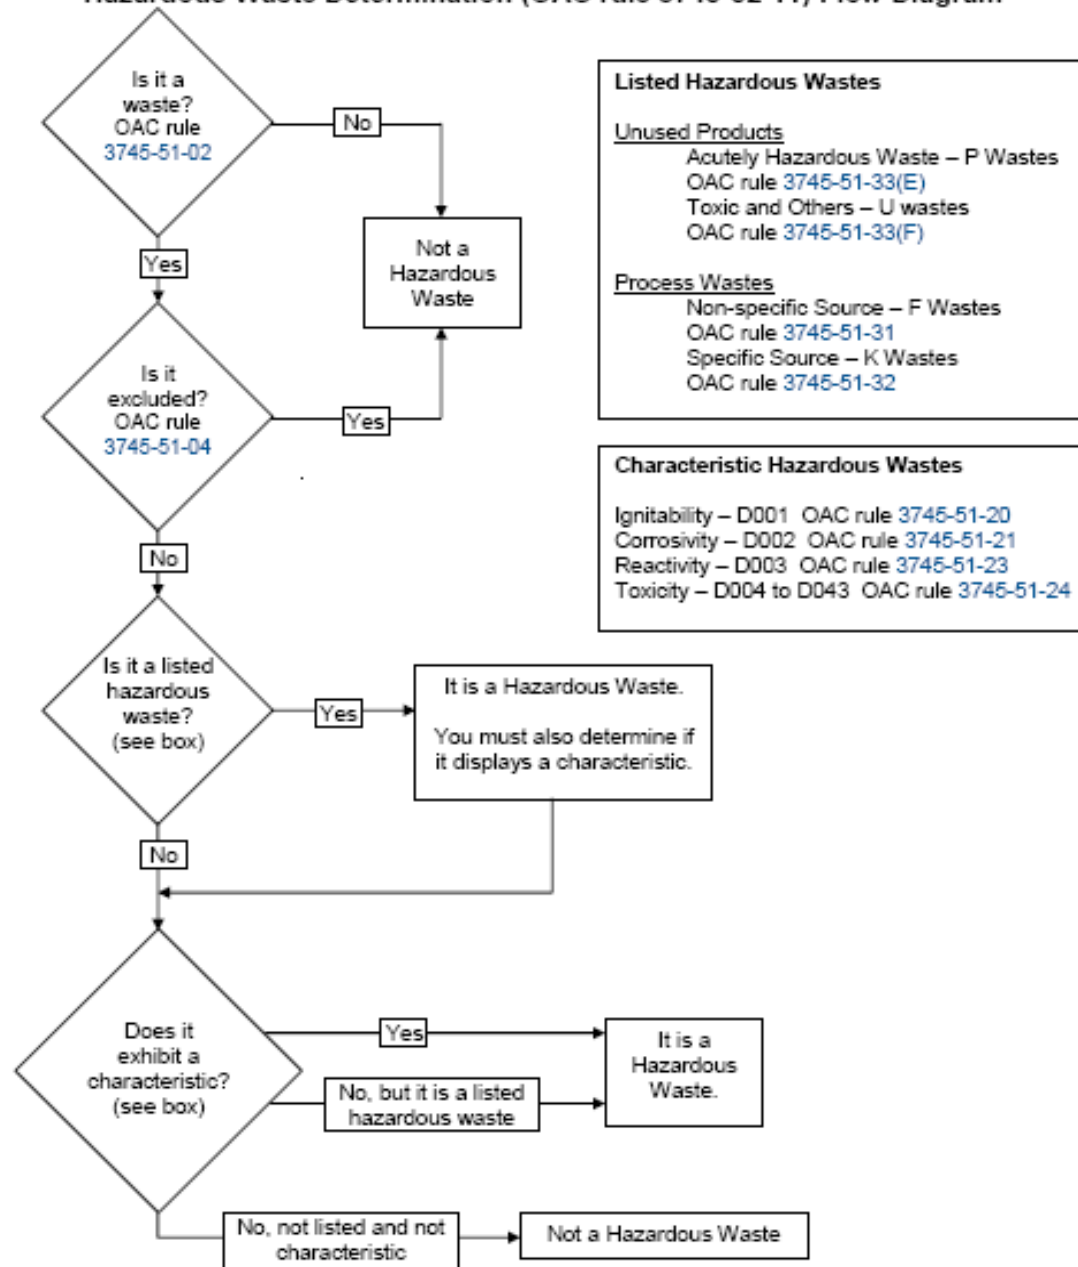 Is it a
waste?
OAC rule
3745-51-02
No
Yes
Not a
Hazardous
Waste
Is it
excluded?
OAC rule
3745-51-04
Yes
No
Is it a listed
hazardous
waste?
(see box)
Yes
It is a Hazardous Waste.
You must also determine if
it displays a characteristic.
No
Does it
exhibit a
characteristic?
(see box)
Yes
No, but it is a listed
hazardous waste
It is a
Hazardous
Waste.
No, not listed and not
characteristic
Not a Hazardous Waste
Listed Hazardous Wastes
Unused Products
Acutely Hazardous Waste – P Wastes
OAC rule 3745-51-33(E)
Toxic and Others – U wastes
OAC rule 3745-51-33(F)
Process Wastes
Non-specific Source – F Wastes
OAC rule 3745-51-31
Specific Source – K Wastes
OAC rule 3745-51-32
Characteristic Hazardous Wastes
Ignitability – D001 OAC rule 3745-51-20
Corrosivity – D002 OAC rule 3745-51-21
Reactivity – D003 OAC rule 3745-51-23
Toxicity – D004 to D043 OAC rule 3745-51-24